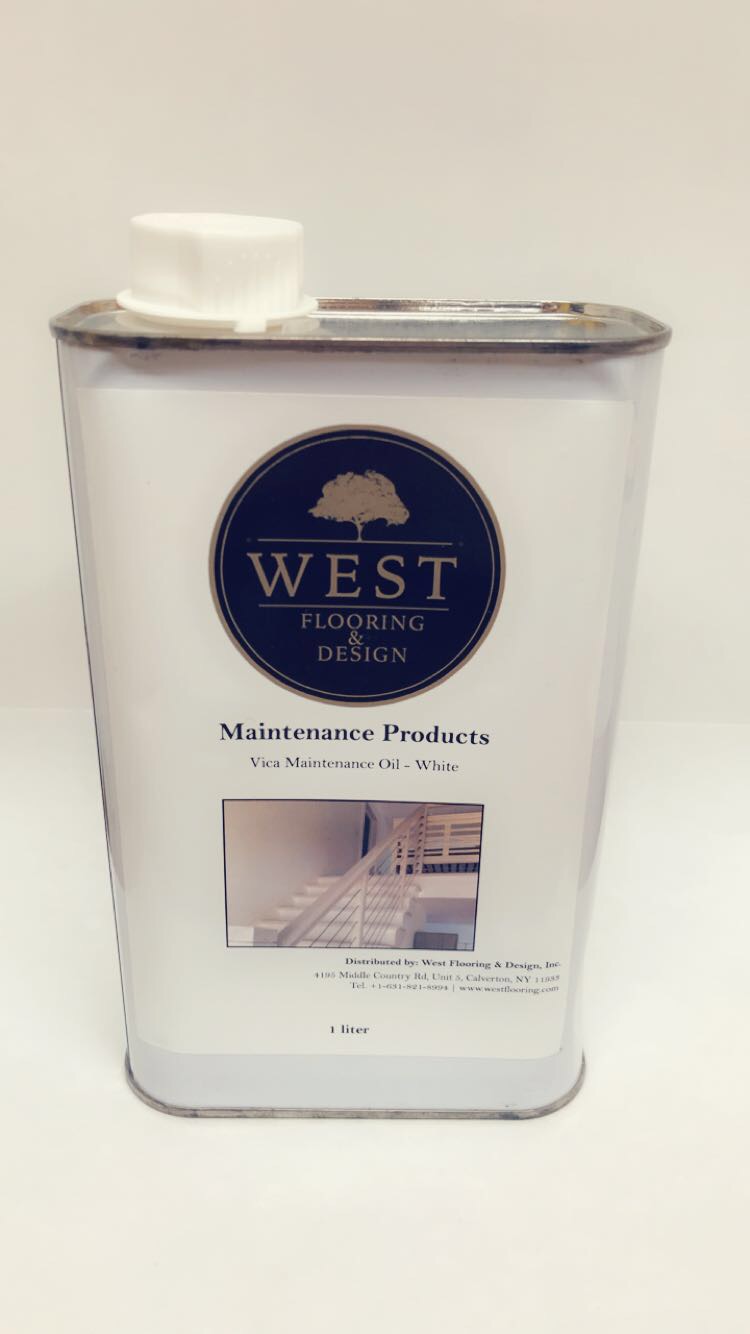 WEST
FLOORING
&
DESIGN
Maintenance Products
Vica Maintenance Oil - White
Distributed by: West Flooring & Design, Inc.
4195 Middle Country Rd, Unit 5, Calverton, NY 11933
Tel. +1-631-821-8994 | www.westflooring.com
1 liter